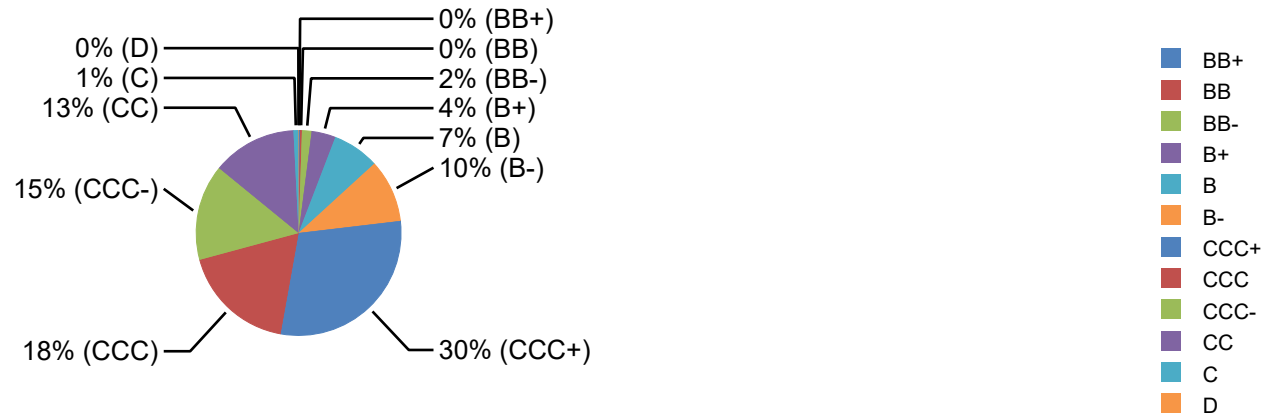 0% (BB+)
0% (D)
0% (BB)
1% (C)
2% (BB-)
13% (CC)
4% (B+)
7% (B)
10% (B-)
15% (CCC-)
18% (CCC)
30% (CCC+)
BB+
BB
BB-
B+
B
B-
CCC+
CCC
CCC-
CC
C
D